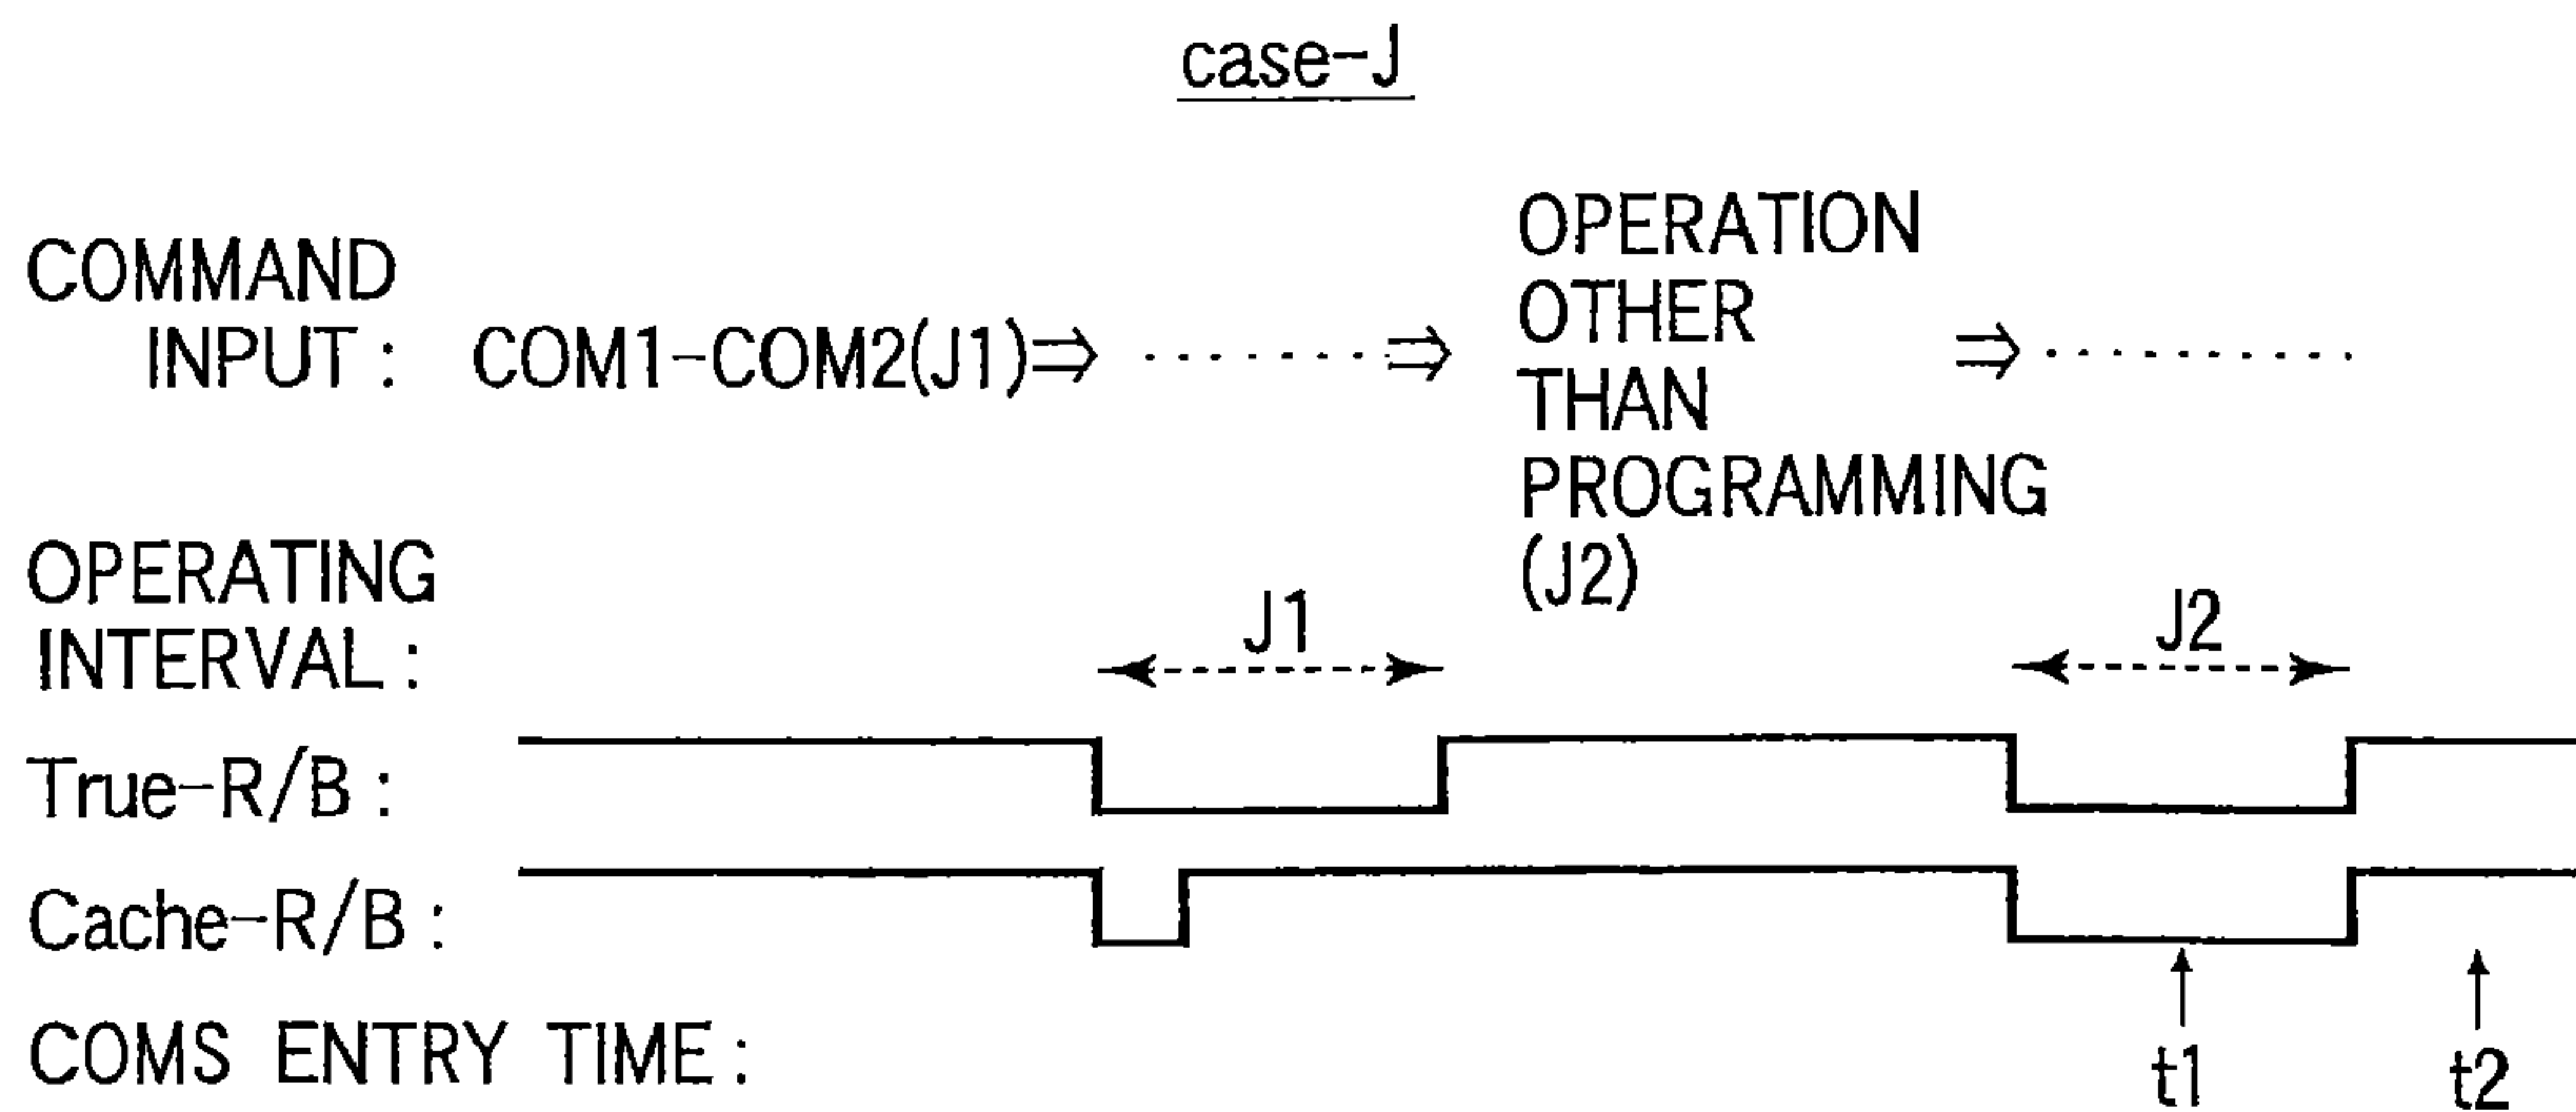 case-J
COMMAND
INPUT : COM1-COM2(J1)⇒ ........⇒
OPERATION
OTHER
THAN
PROGRAMMING
(J2)
⇒ ..........
OPERATING
INTERVAL :
J1
J2
True-R/B :
Cache-R/B :
COMS ENTRY TIME :
t1
t2